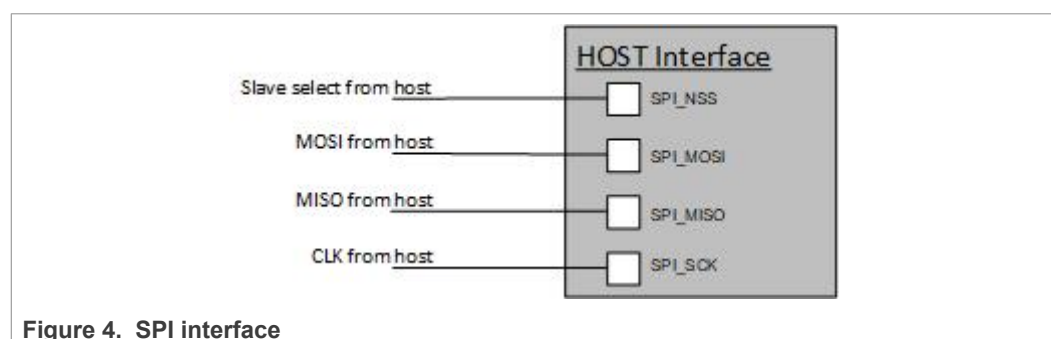 HOST Interface
Slave select from host
SPI_NSS
MOSI from host
SPI_MOSI
MISO from host
SPI_MISO
CLK from host
SPI_SCK
Figure 4. SPI interface